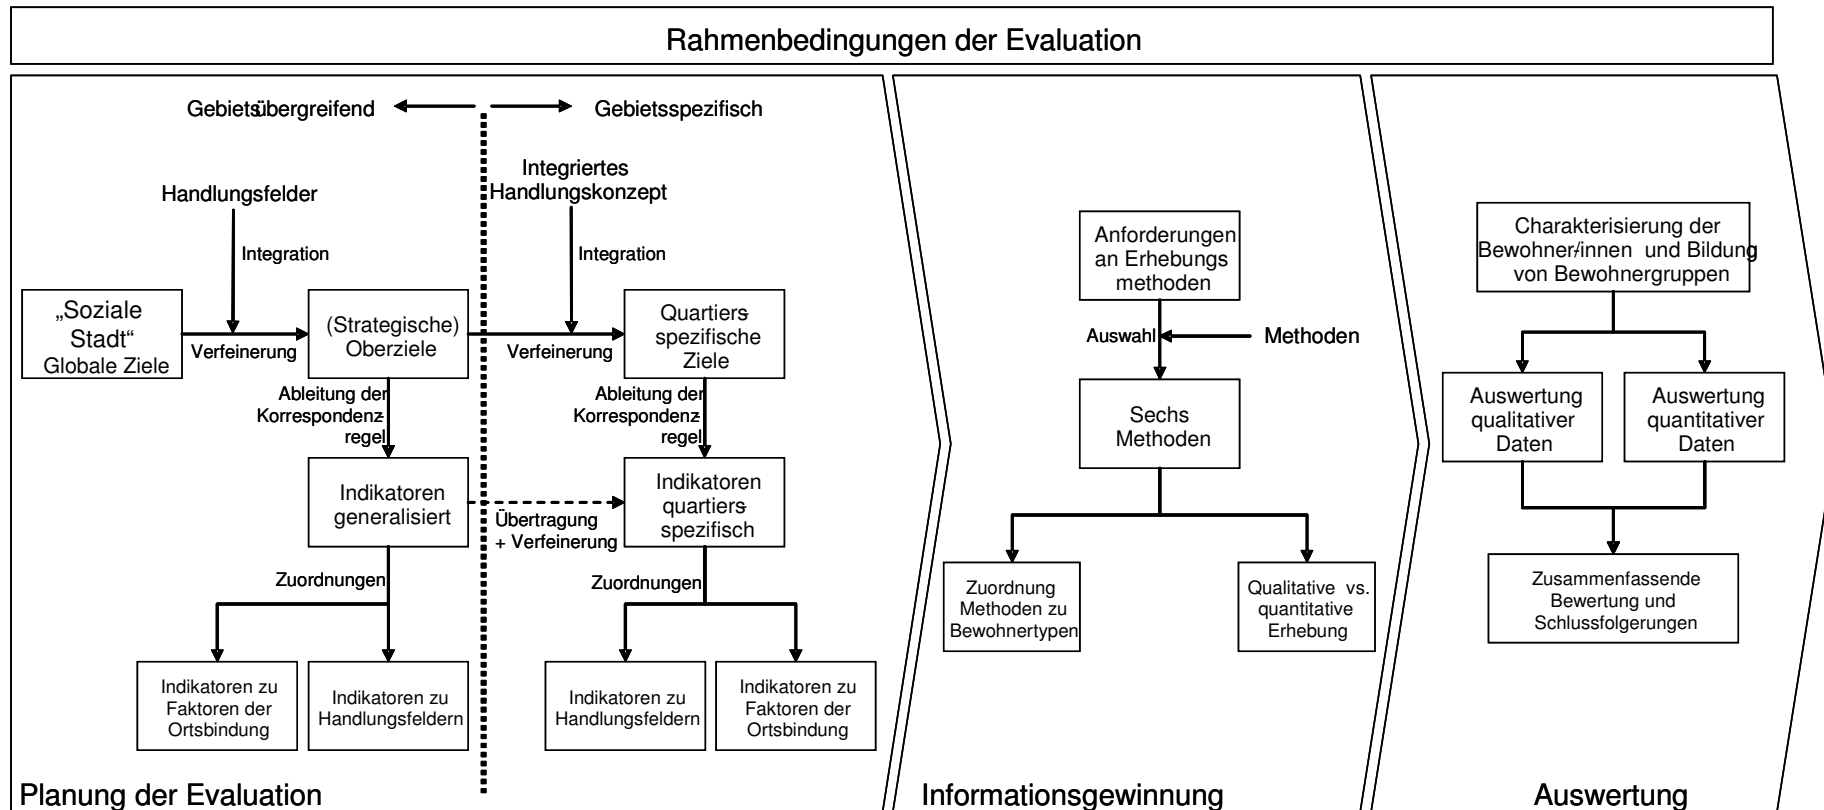 Rahmenbedingungen der Evaluation
Gebietsübergreifend
Gebietsspezifisch
Handlungsfelder
Integration
Integriertes
Handlungskonzept
Integration
„Soziale
Stadt“
Globale Ziele
Verfeinerung
(Strategische)
Oberziele
Verfeinerung
Quartiers-
spezifische
Ziele
Ableitung der
Korrespondenz-
regel
Ableitung der
Korrespondenz-
regel
Indikatoren
generalisiert
Übertragung
+ Verfeinerung
Indikatoren
quartiers-
spezifisch
Zuordnungen
Zuordnungen
Indikatoren zu
Faktoren der
Ortsbindung
Indikatoren zu
Handlungsfeldern
Indikatoren zu
Handlungsfeldern
Indikatoren zu
Faktoren der
Ortsbindung
Planung der Evaluation
Anforderungen
an Erhebungs
methoden
Auswahl
Methoden
Sechs
Methoden
Zuordnung
Methoden zu
Bewohnertypen
Qualitative vs.
quantitative
Erhebung
Informationsgewinnung
Charakterisierung der
Bewohner/innen und Bildung
von Bewohnergruppen
Auswertung
qualitativer
Daten
Auswertung
quantitativer
Daten
Zusammenfassende
Bewertung und
Schlussfolgerungen
Auswertung